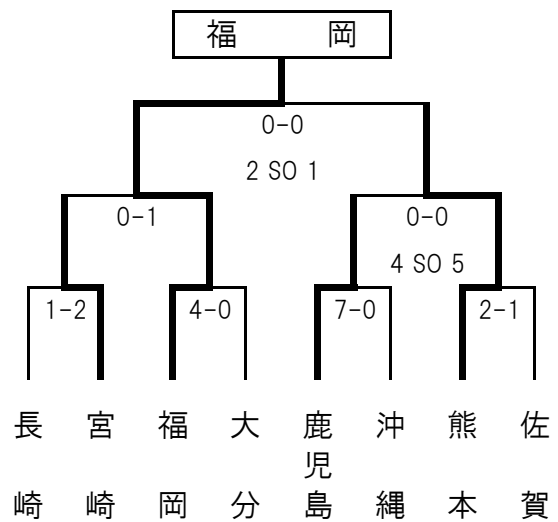 福岡
0-0
2 SO 1
0-1
0-0
4 SO 5
1-2
4-0
7-0
2-1
長崎
宮崎
福岡
大分
鹿児島
沖縄
熊本
佐賀